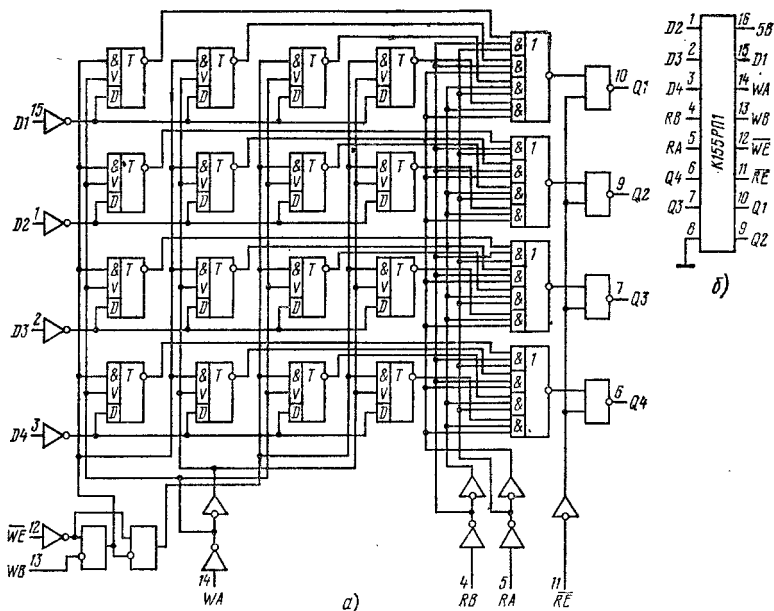 & T & T & T & T & 1
V V V V &
D1 15 D D D D & 10 Q1
&
& T & T & T & T & 1
V V V V &
D2 1 D D D D & 9 Q2
&
& T & T & T & T & 1
V V V V &
D3 2 D D D D & 7 Q3
&
& T & T & T & T & 1
V V V V &
D4 3 D D D D & 6 Q4
&
WE 12
WB 13
14 WA
4 RB
5 RA
11 RE
а)
D2 1 16 5В
D3 2 15 D1
D4 3 14 WA
RB 4 13 WB
RA 5 12 WE
Q4 6 11 RE
Q3 7 10 Q1
8 9 Q2
К155РП1
б)